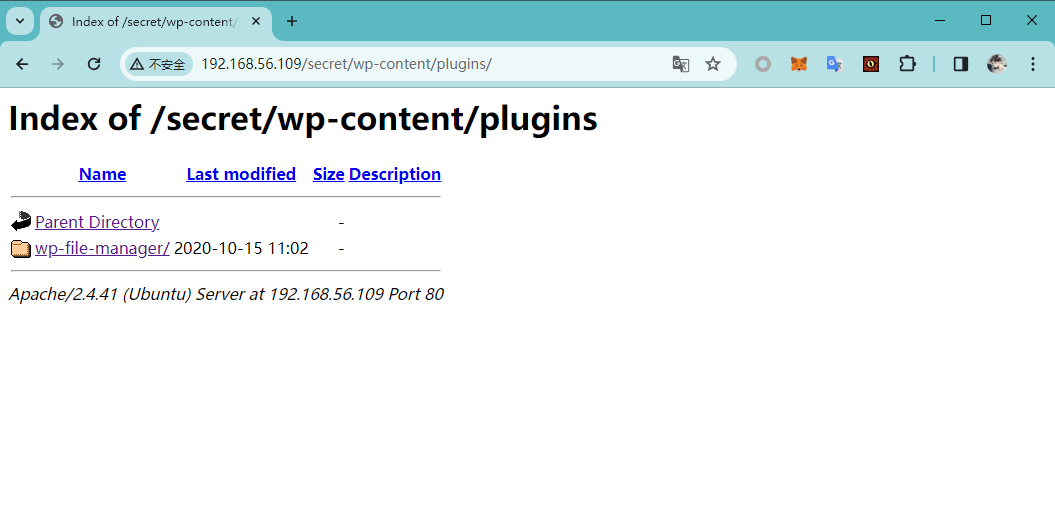 Index of /secret/wp-content/
不安全 192.168.56.109/secret/wp-content/plugins/
Index of /secret/wp-content/plugins
Name Last modified Size Description
Parent Directory -
wp-file-manager/ 2020-10-15 11:02 -
Apache/2.4.41 (Ubuntu) Server at 192.168.56.109 Port 80